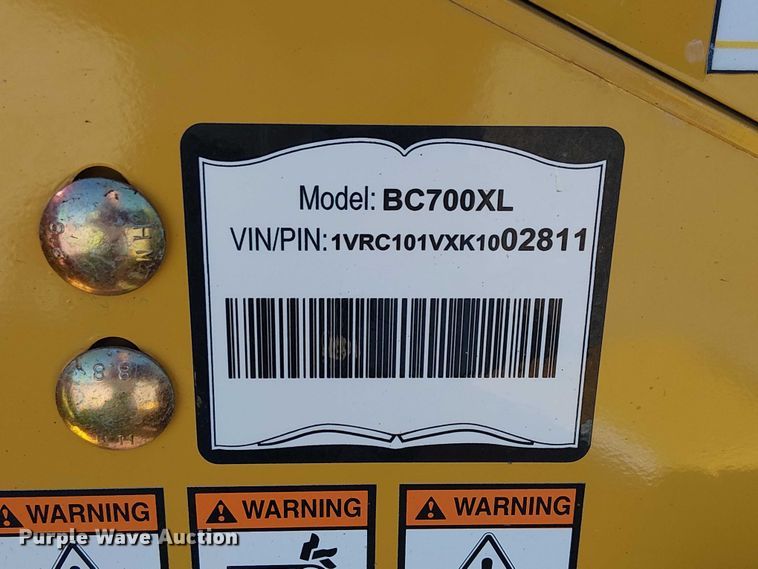 Model: BC700XL
VIN/PIN: 1VRC101VXK1002811
WARNING
WARNING
WARNING
Purple Wave Auction